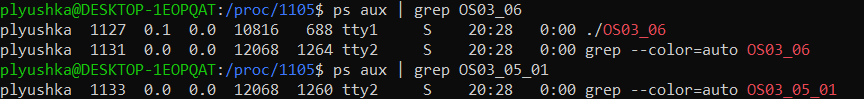 plyushka@DESKTOP-1EOPQAT:/proc/1105$ ps aux | grep OS03_06
plyushka  1127  0.1  0.0  10816   688 tty1     S    20:28   0:00 ./OS03_06
plyushka  1131  0.0  0.0  12068  1264 tty2     S    20:28   0:00 grep --color=auto OS03_06
plyushka@DESKTOP-1EOPQAT:/proc/1105$ ps aux | grep OS03_05_01
plyushka  1133  0.0  0.0  12068  1260 tty2     S    20:28   0:00 grep --color=auto OS03_05_01